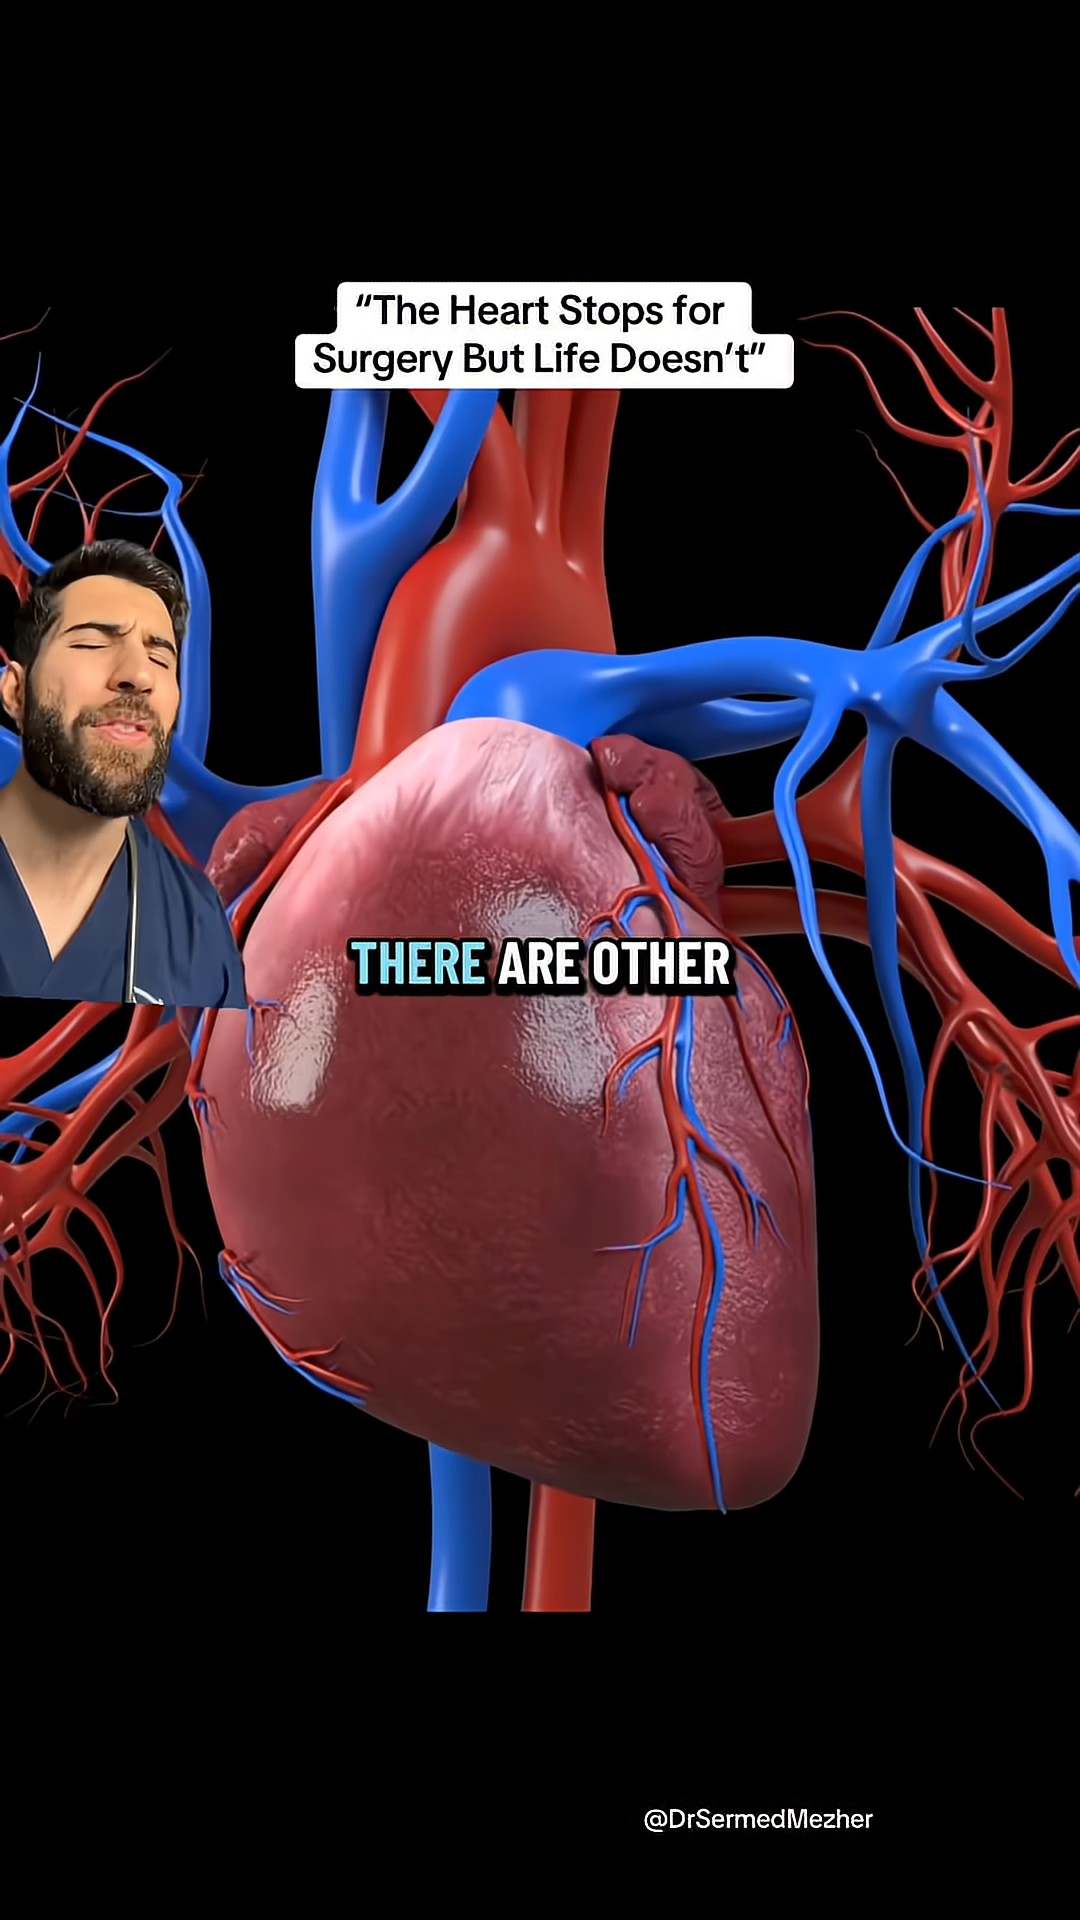 “The Heart Stops for
Surgery But Life Doesn’t”
THERE ARE OTHER
@DrSermedMezher